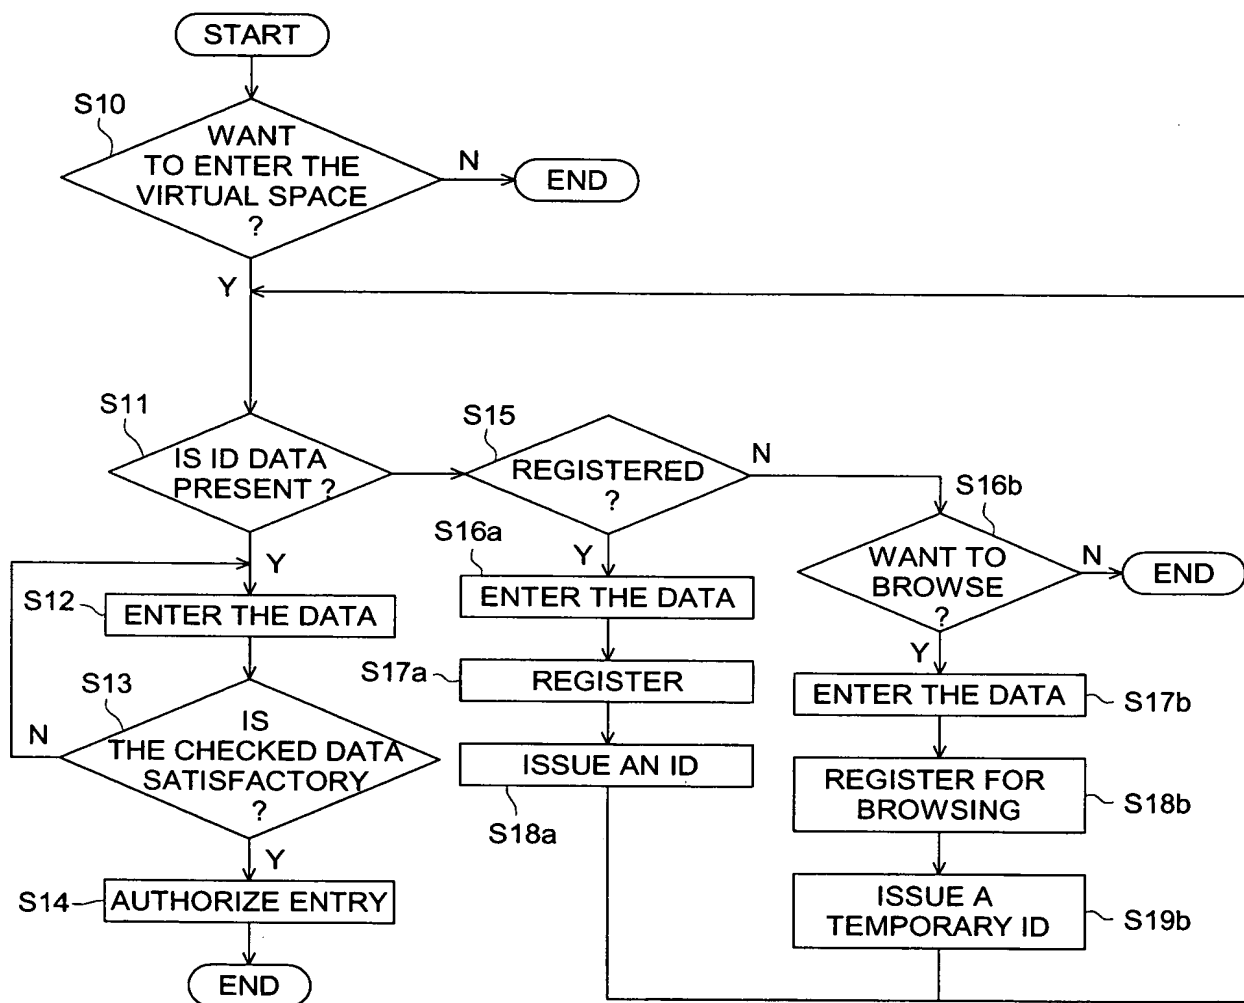 START
S10
WANT
TO ENTER THE
VIRTUAL SPACE
?
N
END
Y
S11
IS ID DATA
PRESENT ?
S15
REGISTERED
?
N
S16b
WANT TO
BROWSE
?
N
END
Y
S12
ENTER THE DATA
S16a
Y
ENTER THE DATA
S17a
REGISTER
Y
ENTER THE DATA
S17b
S13
N
IS
THE CHECKED DATA
SATISFACTORY
?
ISSUE AN ID
S18a
REGISTER FOR
BROWSING
S18b
Y
S14
AUTHORIZE ENTRY
ISSUE A
TEMPORARY ID
S19b
END